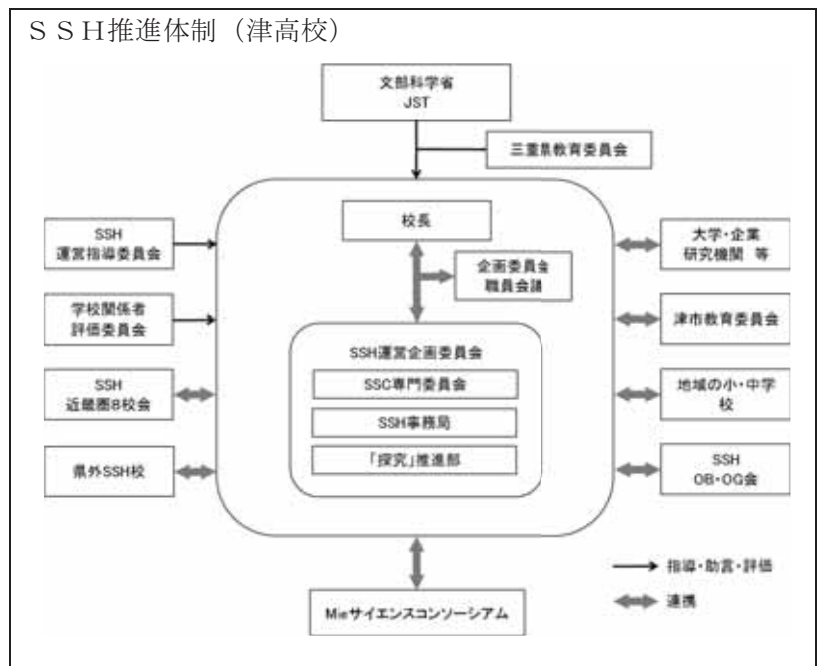 ＳＳＨ推進体制（津高校）
文部科学省
JST
三重県教育委員会
校長
企画委員会
職員会議
SSH
運営指導委員会
学校関係者
評価委員会
SSH
近畿圏8校会
県外SSH校
SSH運営企画委員会
SSC専門委員会
SSH事務局
「探究」推進部
大学・企業
研究機関 等
津市教育委員会
地域の小・中学
校
SSH
OB・OG会
Mieサイエンスコンソーシアム
指導・助言・評価
連携